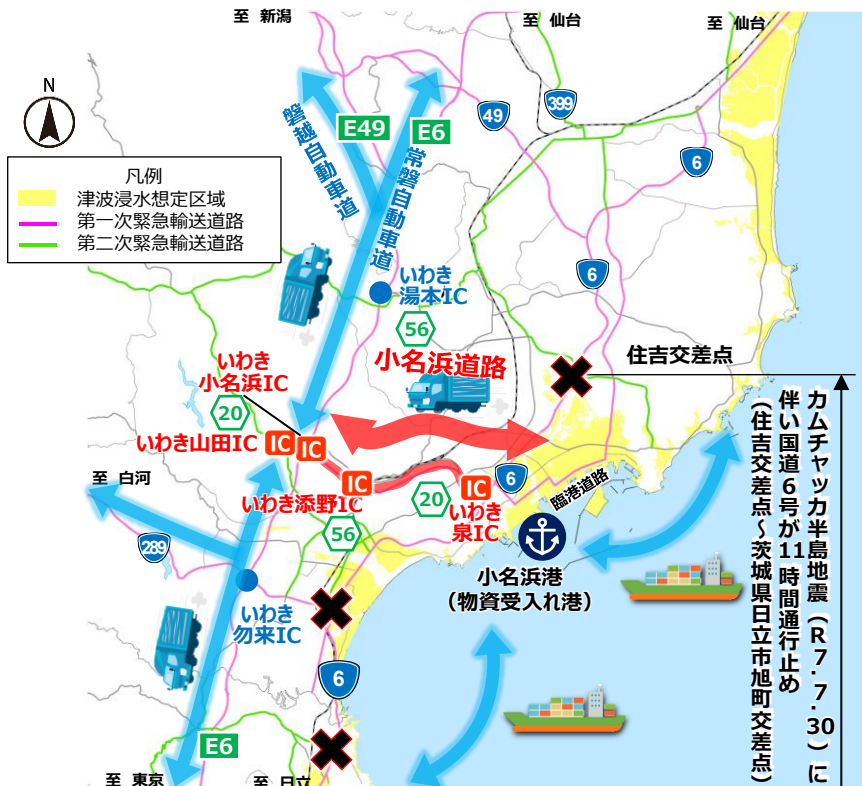 至 新潟
至 仙台
至 仙台
N
凡例
津波浸水想定区域
第一次緊急輸送道路
第二次緊急輸送道路
E49
E6
磐越自動車道
常磐自動車道
49
399
6
6
いわき
湯本IC
56
小名浜道路
住吉交差点
いわき
小名浜IC
20
いわき山田IC
IC
IC
IC
IC
至 白河
いわき添野IC
20
6
いわき
泉IC
臨港道路
56
289
いわき
勿来IC
小名浜港
(物資受入れ港)
カムチャッカ半島地震(R7.7.30)に
伴い国道6号が11時間通行止め
(住吉交差点~茨城県日立市旭町交差点)
6
E6
至 東京
至 日立